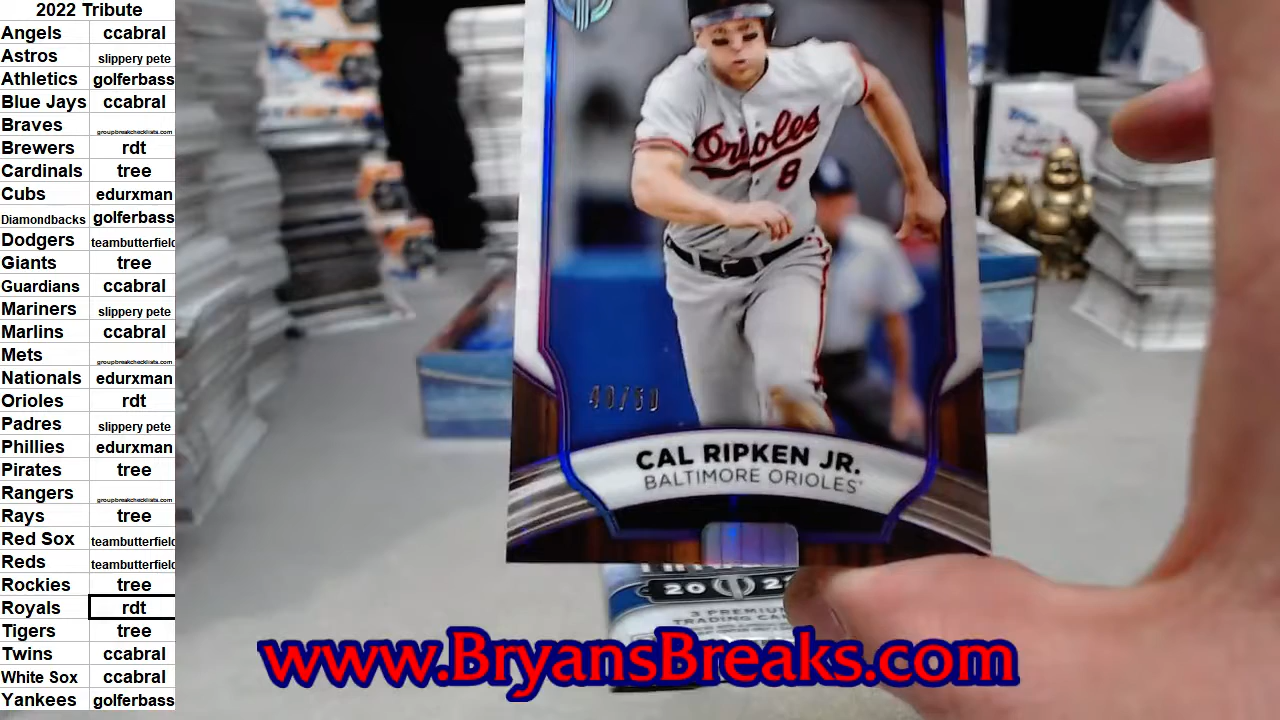 2022 Tribute
Angels ccabral
Astros slippery pete
Athletics golferbass
Blue Jays ccabral
Braves groupbreakchecklists.com
Brewers rdt
Cardinals tree
Cubs edurxman
Diamondbacks golferbass
Dodgers teambutterfield
Giants tree
Guardians ccabral
Mariners slippery pete
Marlins ccabral
Mets groupbreakchecklists.com
Nationals edurxman
Orioles rdt
Padres slippery pete
Phillies edurxman
Pirates tree
Rangers groupbreakchecklists.com
Rays tree
Red Sox teambutterfield
Reds teambutterfield
Rockies tree
Royals rdt
Tigers tree
Twins ccabral
White Sox ccabral
Yankees golferbass
Orioles
8
40/50
CAL RIPKEN JR.
BALTIMORE ORIOLES
2022
3 PREMIUM
TRADING CA
www.BryansBreaks.com